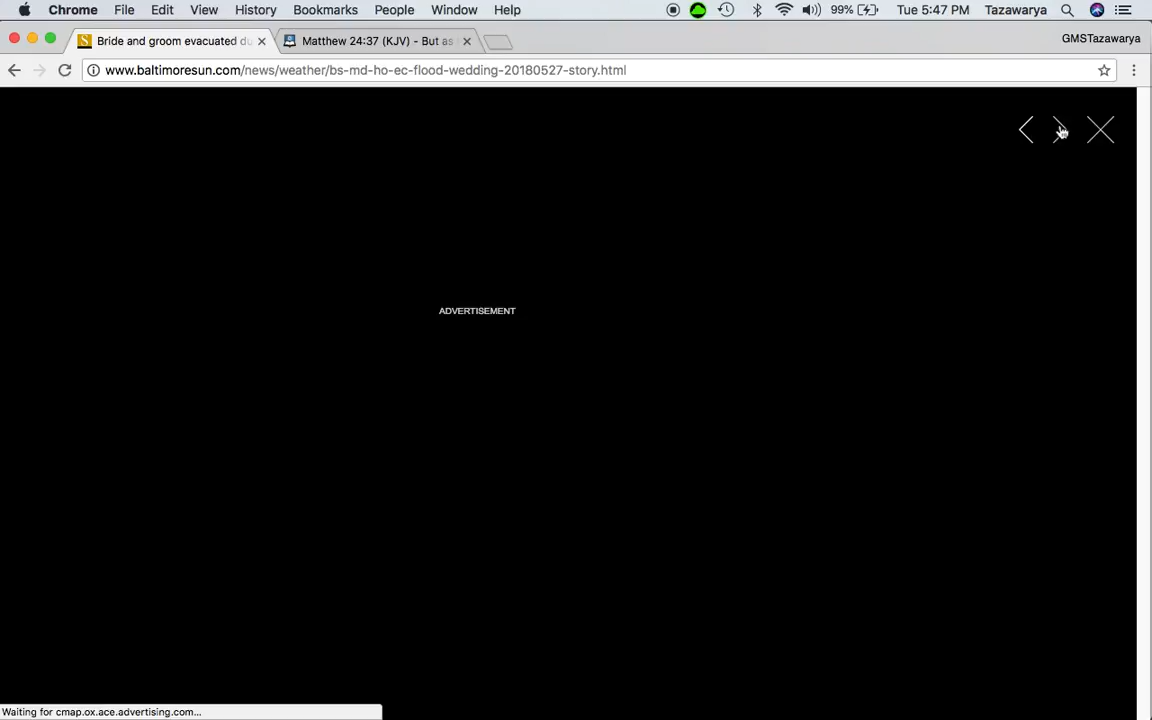 Chrome File Edit View History Bookmarks People Window Help 99% Tue 5:47 PM Tazawarya
Bride and groom evacuated du
Matthew 24:37 (KJV) - But as
GMSTazawarya
www.baltimoresun.com/news/weather/bs-md-ho-ec-flood-wedding-20180527-story.html
ADVERTISEMENT
Waiting for cmap.ox.ace.advertising.com...